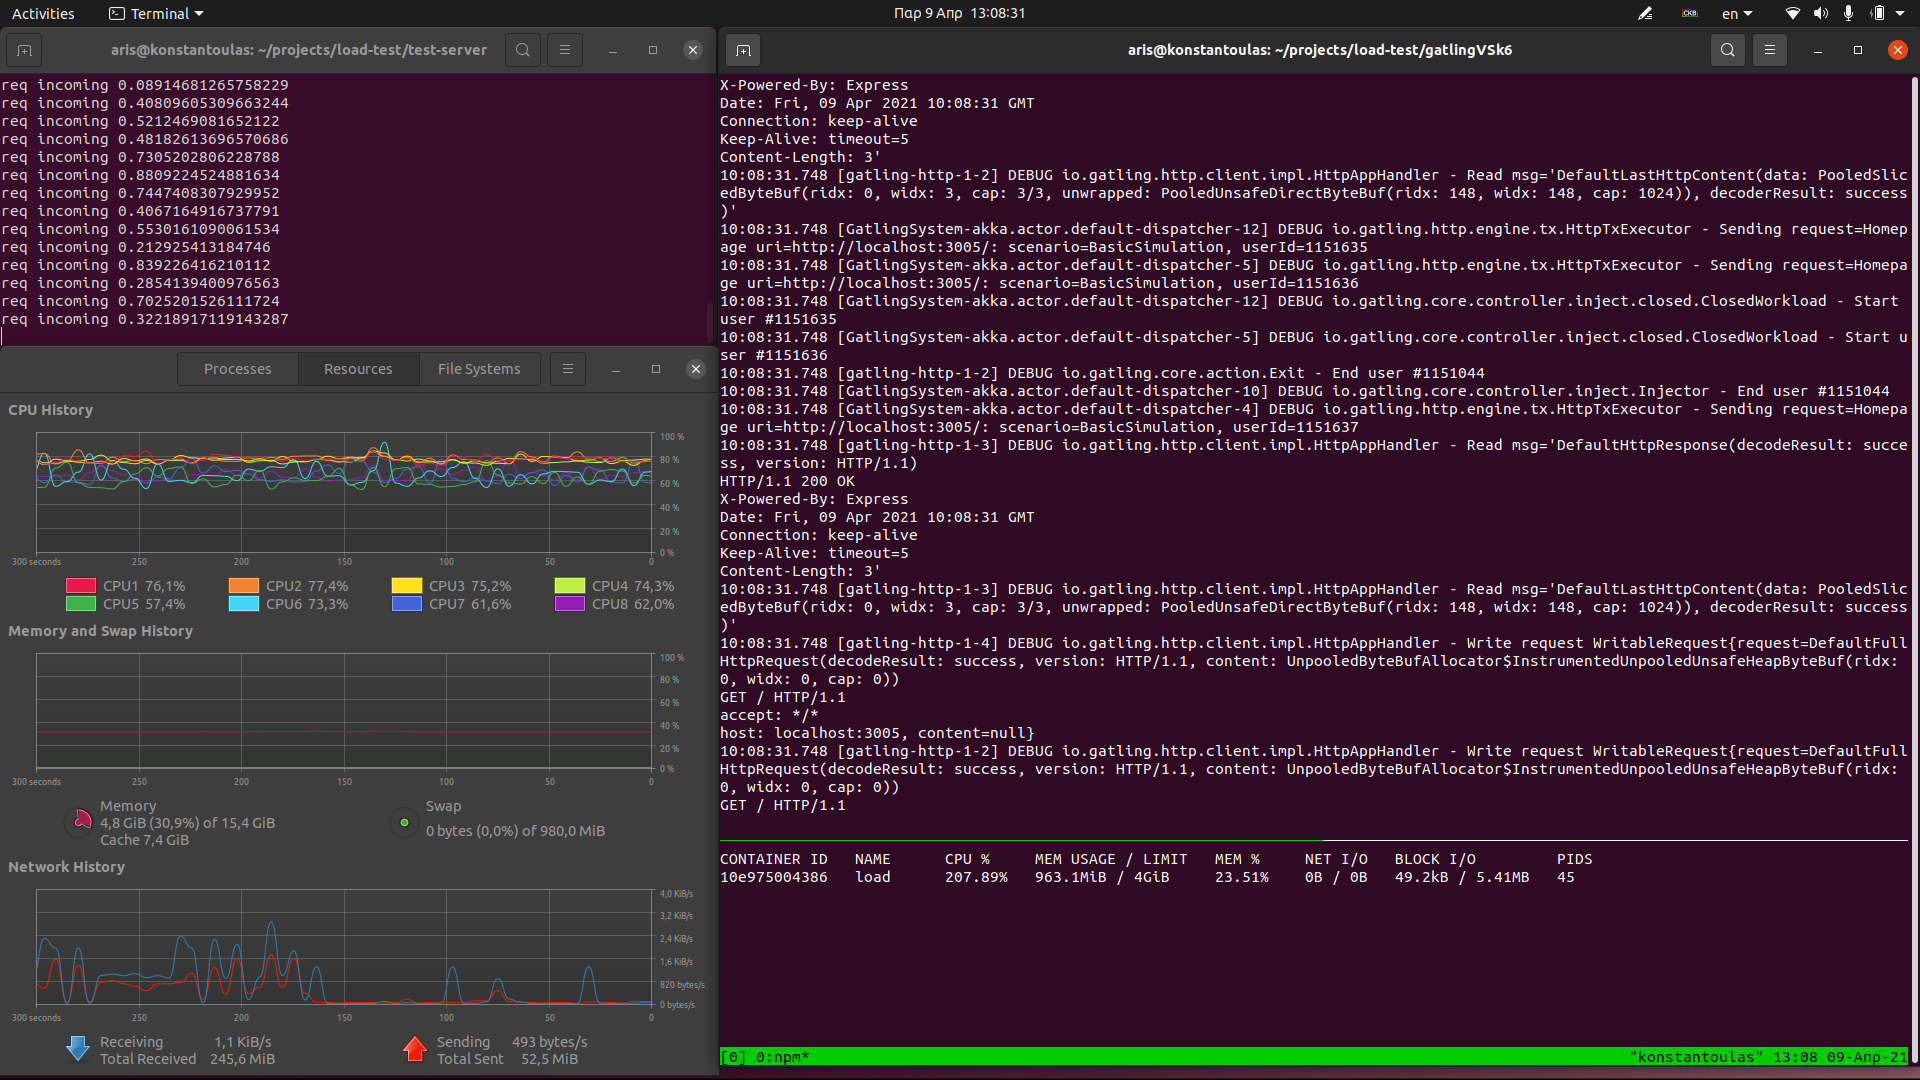 Activities
Terminal
Παρ 9 Απρ 13:08:31
en
aris@konstantoulas: ~/projects/load-test/test-server
req incoming 0.08914681265758229
req incoming 0.40809605309663244
req incoming 0.5212469081652122
req incoming 0.48182613696570686
req incoming 0.7305202806228788
req incoming 0.8809224524881634
req incoming 0.7447408307929952
req incoming 0.4067164916737791
req incoming 0.5530161090061534
req incoming 0.212925413184746
req incoming 0.839226416210112
req incoming 0.2854139400976563
req incoming 0.7025201526111724
req incoming 0.32218917119143287
Processes
Resources
File Systems
CPU History
100 %
80 %
60 %
40 %
20 %
0 %
300 seconds 250 200 150 100 50 0
CPU1 76,1% CPU2 77,4% CPU3 75,2% CPU4 74,3%
CPU5 57,4% CPU6 73,3% CPU7 61,6% CPU8 62,0%
Memory and Swap History
100 %
80 %
60 %
40 %
20 %
0 %
300 seconds 250 200 150 100 50 0
Memory
4,8 GiB (30,9%) of 15,4 GiB
Cache 7,4 GiB
Swap
0 bytes (0,0%) of 980,0 MiB
Network History
4,0 KiB/s
3,2 KiB/s
2,4 KiB/s
1,6 KiB/s
820 bytes/s
0 bytes/s
300 seconds 250 200 150 100 50 0
Receiving 1,1 KiB/s
Total Received 245,6 MiB
Sending 493 bytes/s
Total Sent 52,5 MiB
aris@konstantoulas: ~/projects/load-test/gatlingVSk6
X-Powered-By: Express
Date: Fri, 09 Apr 2021 10:08:31 GMT
Connection: keep-alive
Keep-Alive: timeout=5
Content-Length: 3'
10:08:31.748 [gatling-http-1-2] DEBUG io.gatling.http.client.impl.HttpAppHandler - Read msg='DefaultLastHttpContent(data: PooledSlic
edByteBuf(ridx: 0, widx: 3, cap: 3/3, unwrapped: PooledUnsafeDirectByteBuf(ridx: 148, widx: 148, cap: 1024)), decoderResult: success
)'
10:08:31.748 [GatlingSystem-akka.actor.default-dispatcher-12] DEBUG io.gatling.http.engine.tx.HttpTxExecutor - Sending request=Homep
age uri=http://localhost:3005/: scenario=BasicSimulation, userId=1151635
10:08:31.748 [GatlingSystem-akka.actor.default-dispatcher-5] DEBUG io.gatling.http.engine.tx.HttpTxExecutor - Sending request=Homepa
ge uri=http://localhost:3005/: scenario=BasicSimulation, userId=1151636
10:08:31.748 [GatlingSystem-akka.actor.default-dispatcher-12] DEBUG io.gatling.core.controller.inject.closed.ClosedWorkload - Start
user #1151635
10:08:31.748 [GatlingSystem-akka.actor.default-dispatcher-5] DEBUG io.gatling.core.controller.inject.closed.ClosedWorkload - Start u
ser #1151636
10:08:31.748 [gatling-http-1-2] DEBUG io.gatling.core.action.Exit - End user #1151044
10:08:31.748 [GatlingSystem-akka.actor.default-dispatcher-10] DEBUG io.gatling.core.controller.inject.Injector - End user #1151044
10:08:31.748 [GatlingSystem-akka.actor.default-dispatcher-4] DEBUG io.gatling.http.engine.tx.HttpTxExecutor - Sending request=Homepa
ge uri=http://localhost:3005/: scenario=BasicSimulation, userId=1151637
10:08:31.748 [gatling-http-1-3] DEBUG io.gatling.http.client.impl.HttpAppHandler - Read msg='DefaultHttpResponse(decodeResult: succe
ss, version: HTTP/1.1)
HTTP/1.1 200 OK
X-Powered-By: Express
Date: Fri, 09 Apr 2021 10:08:31 GMT
Connection: keep-alive
Keep-Alive: timeout=5
Content-Length: 3'
10:08:31.748 [gatling-http-1-3] DEBUG io.gatling.http.client.impl.HttpAppHandler - Read msg='DefaultLastHttpContent(data: PooledSlic
edByteBuf(ridx: 0, widx: 3, cap: 3/3, unwrapped: PooledUnsafeDirectByteBuf(ridx: 148, widx: 148, cap: 1024)), decoderResult: success
)'
10:08:31.748 [gatling-http-1-4] DEBUG io.gatling.http.client.impl.HttpAppHandler - Write request WritableRequest{request=DefaultFull
HttpRequest(decodeResult: success, version: HTTP/1.1, content: UnpooledByteBufAllocator$InstrumentedUnpooledUnsafeHeapByteBuf(ridx:
0, widx: 0, cap: 0))
GET / HTTP/1.1
accept: */*
host: localhost:3005, content=null}
10:08:31.748 [gatling-http-1-2] DEBUG io.gatling.http.client.impl.HttpAppHandler - Write request WritableRequest{request=DefaultFull
HttpRequest(decodeResult: success, version: HTTP/1.1, content: UnpooledByteBufAllocator$InstrumentedUnpooledUnsafeHeapByteBuf(ridx:
0, widx: 0, cap: 0))
GET / HTTP/1.1
CONTAINER ID NAME CPU % MEM USAGE / LIMIT MEM % NET I/O BLOCK I/O PIDS
10e975004386 load 207.89% 963.1MiB / 4GiB 23.51% 0B / 0B 49.2kB / 5.41MB 45
[0] 0:npm* "konstantoulas" 13:08 09-Απρ-21